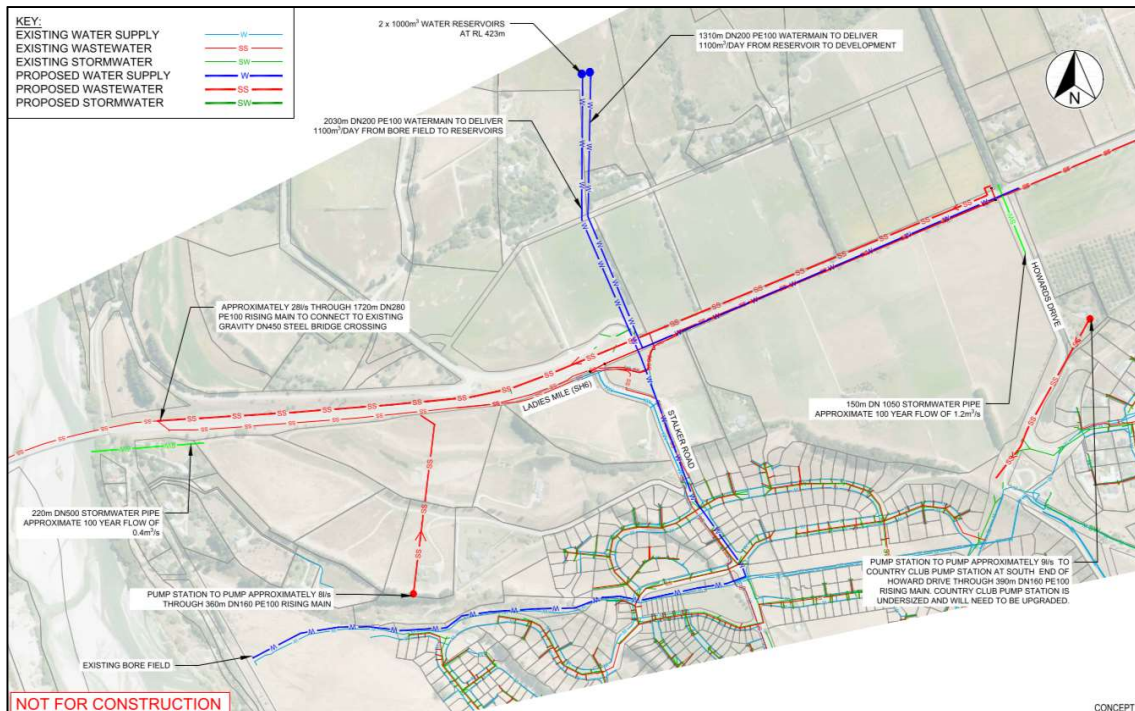 KEY:
EXISTING WATER SUPPLY W
EXISTING WASTEWATER SS
EXISTING STORMWATER SW
PROPOSED WATER SUPPLY W
PROPOSED WASTEWATER SS
PROPOSED STORMWATER SW
2 x 1000m³ WATER RESERVOIRS
AT RL 423m
1310m DN200 PE100 WATERMAIN TO DELIVER
1100m³/DAY FROM RESERVOIR TO DEVELOPMENT
N
2030m DN200 PE100 WATERMAIN TO DELIVER
1100m³/DAY FROM BORE FIELD TO RESERVOIRS
APPROXIMATELY 28l/s THROUGH 1720m DN280
PE100 RISING MAIN TO CONNECT TO EXISTING
GRAVITY DN450 STEEL BRIDGE CROSSING
LADIES MILE (SH6)
STALKER ROAD
HOWARDS DRIVE
150m DN 1050 STORMWATER PIPE
APPROXIMATE 100 YEAR FLOW OF 1.2m³/s
220m DN500 STORMWATER PIPE
APPROXIMATE 100 YEAR FLOW OF
0.4m³/s
PUMP STATION TO PUMP APPROXIMATELY 8l/s
THROUGH 360m DN160 PE100 RISING MAIN
PUMP STATION TO PUMP APPROXIMATELY 9l/s TO
COUNTRY CLUB PUMP STATION AT SOUTH END OF
HOWARD DRIVE THROUGH 390m DN160 PE100
RISING MAIN. COUNTRY CLUB PUMP STATION IS
UNDERSIZED AND WILL NEED TO BE UPGRADED.
EXISTING BORE FIELD
NOT FOR CONSTRUCTION
CONCEPT